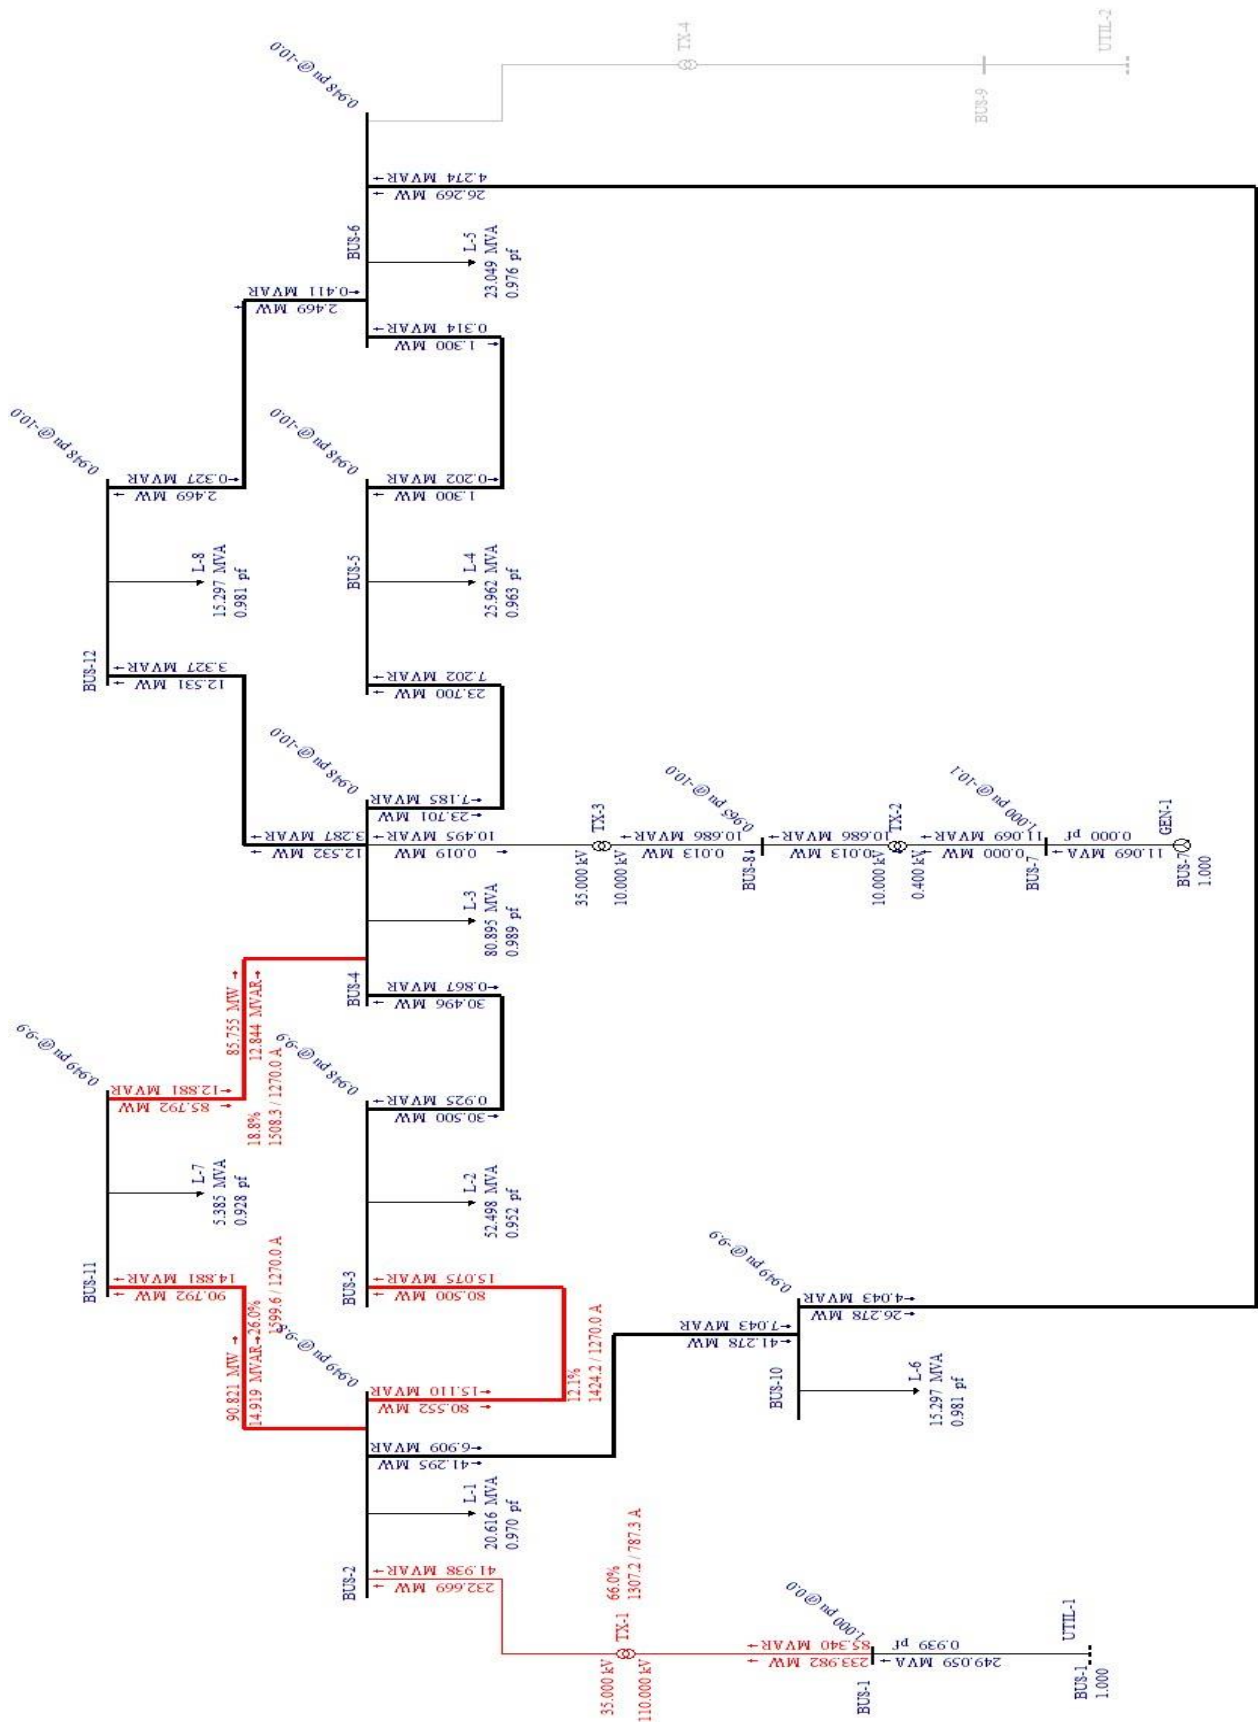 0.949 pu @-9.9
0.948 pu @-10.0
BUS-11
90.792 MW
14.881 MVAR
85.792 MW
12.881 MVAR
L-7
5.385 MVA
0.928 pf
90.821 MW
14.919 MVAR
26.0%
1599.6 / 1270.0 A
85.755 MW
12.844 MVAR
18.8%
1508.3 / 1270.0 A
BUS-12
12.531 MW
3.327 MVAR
2.469 MW
0.327 MVAR
L-8
15.297 MVA
0.981 pf
12.532 MW
3.287 MVAR
2.469 MW
0.411 MVAR
BUS-2
0.949 pu @-9.8
232.669 MW
41.938 MVAR
L-1
20.616 MVA
0.970 pf
41.295 MW
6.909 MVAR
80.552 MW
15.110 MVAR
12.1%
1424.2 / 1270.0 A
BUS-3
0.948 pu @-9.9
80.500 MW
15.075 MVAR
L-2
52.498 MVA
0.952 pf
30.500 MW
0.925 MVAR
BUS-4
0.948 pu @-10.0
30.496 MW
0.867 MVAR
L-3
80.895 MVA
0.989 pf
0.019 MW
10.495 MVAR
23.701 MW
7.185 MVAR
BUS-5
0.948 pu @-10.0
23.700 MW
7.202 MVAR
L-4
25.962 MVA
0.963 pf
1.300 MW
0.202 MVAR
BUS-6
0.948 pu @-10.0
1.300 MW
0.314 MVAR
L-5
23.049 MVA
0.976 pf
26.269 MW
4.274 MVAR
35.000 kV
110.000 kV
TX-1
66.0%
1307.2 / 787.3 A
233.982 MW
85.340 MVAR
1.000 pu @0.0
BUS-1
249.059 MVA
0.939 pf
UTIL-1
BUS-1
1.000
41.278 MW
7.043 MVAR
0.949 pu @-9.9
BUS-10
L-6
15.297 MVA
0.981 pf
26.278 MW
4.043 MVAR
35.000 kV
10.000 kV
TX-3
0.013 MW
10.686 MVAR
0.965 pu @-10.0
BUS-8
0.013 MW
10.686 MVAR
10.000 kV
0.400 kV
TX-2
0.000 MW
11.069 MVAR
1.000 pu @-10.1
BUS-7
11.069 MVA
0.000 pf
GEN-1
BUS-7
1.000
TX-4
BUS-9
UTIL-2